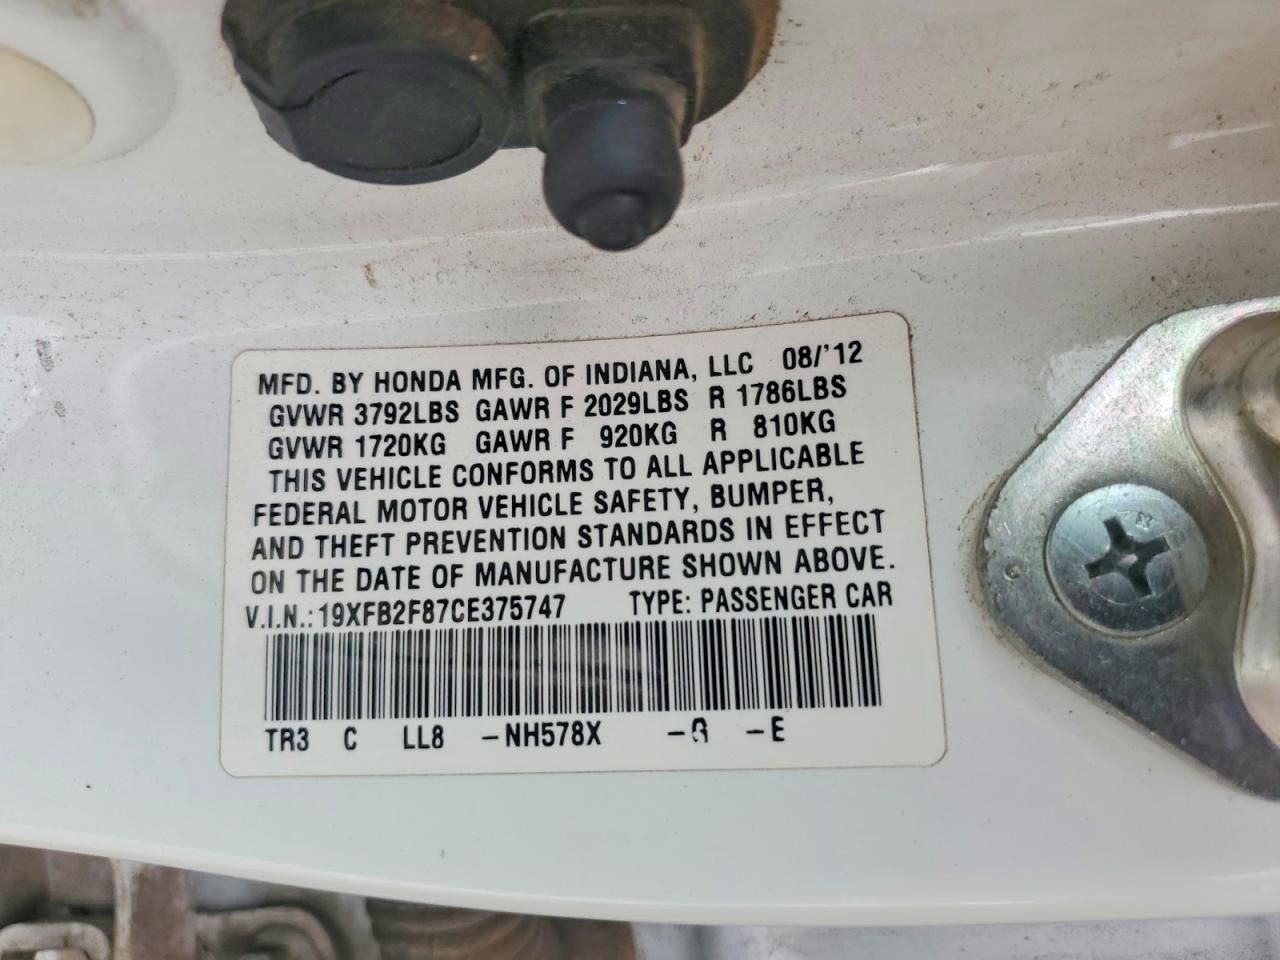 MFD. BY HONDA MFG. OF INDIANA, LLC 08/'12
GVWR 3792LBS GAWR F 2029LBS R 1786LBS
GVWR 1720KG GAWR F 920KG R 810KG
THIS VEHICLE CONFORMS TO ALL APPLICABLE
FEDERAL MOTOR VEHICLE SAFETY, BUMPER,
AND THEFT PREVENTION STANDARDS IN EFFECT
ON THE DATE OF MANUFACTURE SHOWN ABOVE.
V.I.N.: 19XFB2F87CE375747 TYPE: PASSENGER CAR
TR3 C LL8 -NH578X -G -E